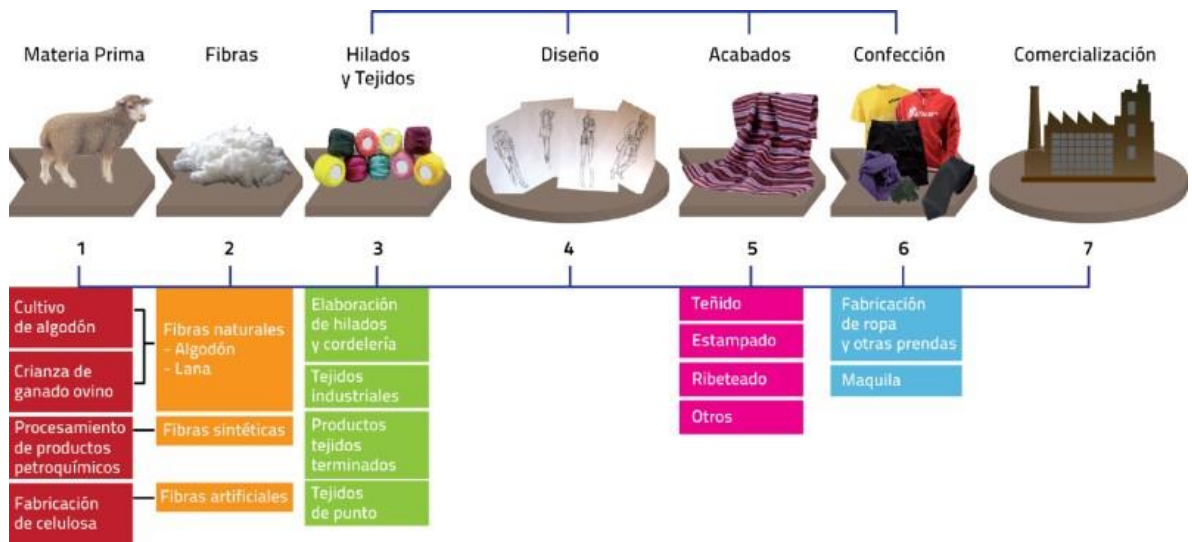 Materia Prima
Fibras
Hilados
y Tejidos
Diseño
Acabados
Confección
Comercialización
1
2
3
4
5
6
7
Cultivo
de algodón
Crianza de
ganado ovino
Procesamiento
de productos
petroquímicos
Fabricación
de celulosa
Fibras naturales
- Algodón
- Lana
Fibras sintéticas
Fibras artificiales
Elaboración
de hilados
y cordelería
Tejidos
industriales
Productos
tejidos
terminados
Tejidos
de punto
Teñido
Estampado
Ribeteado
Otros
Fabricación
de ropa
y otras prendas
Maquila